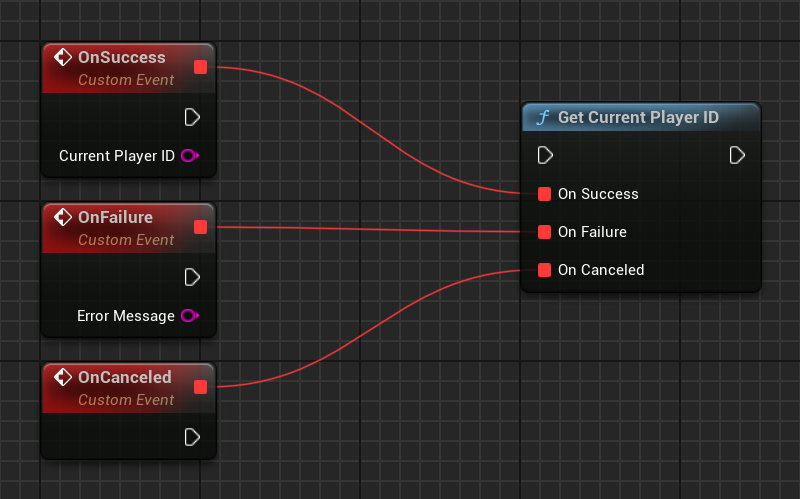 OnSuccess
Custom Event
Current Player ID
OnFailure
Custom Event
Error Message
OnCanceled
Custom Event
f Get Current Player ID
On Success
On Failure
On Canceled